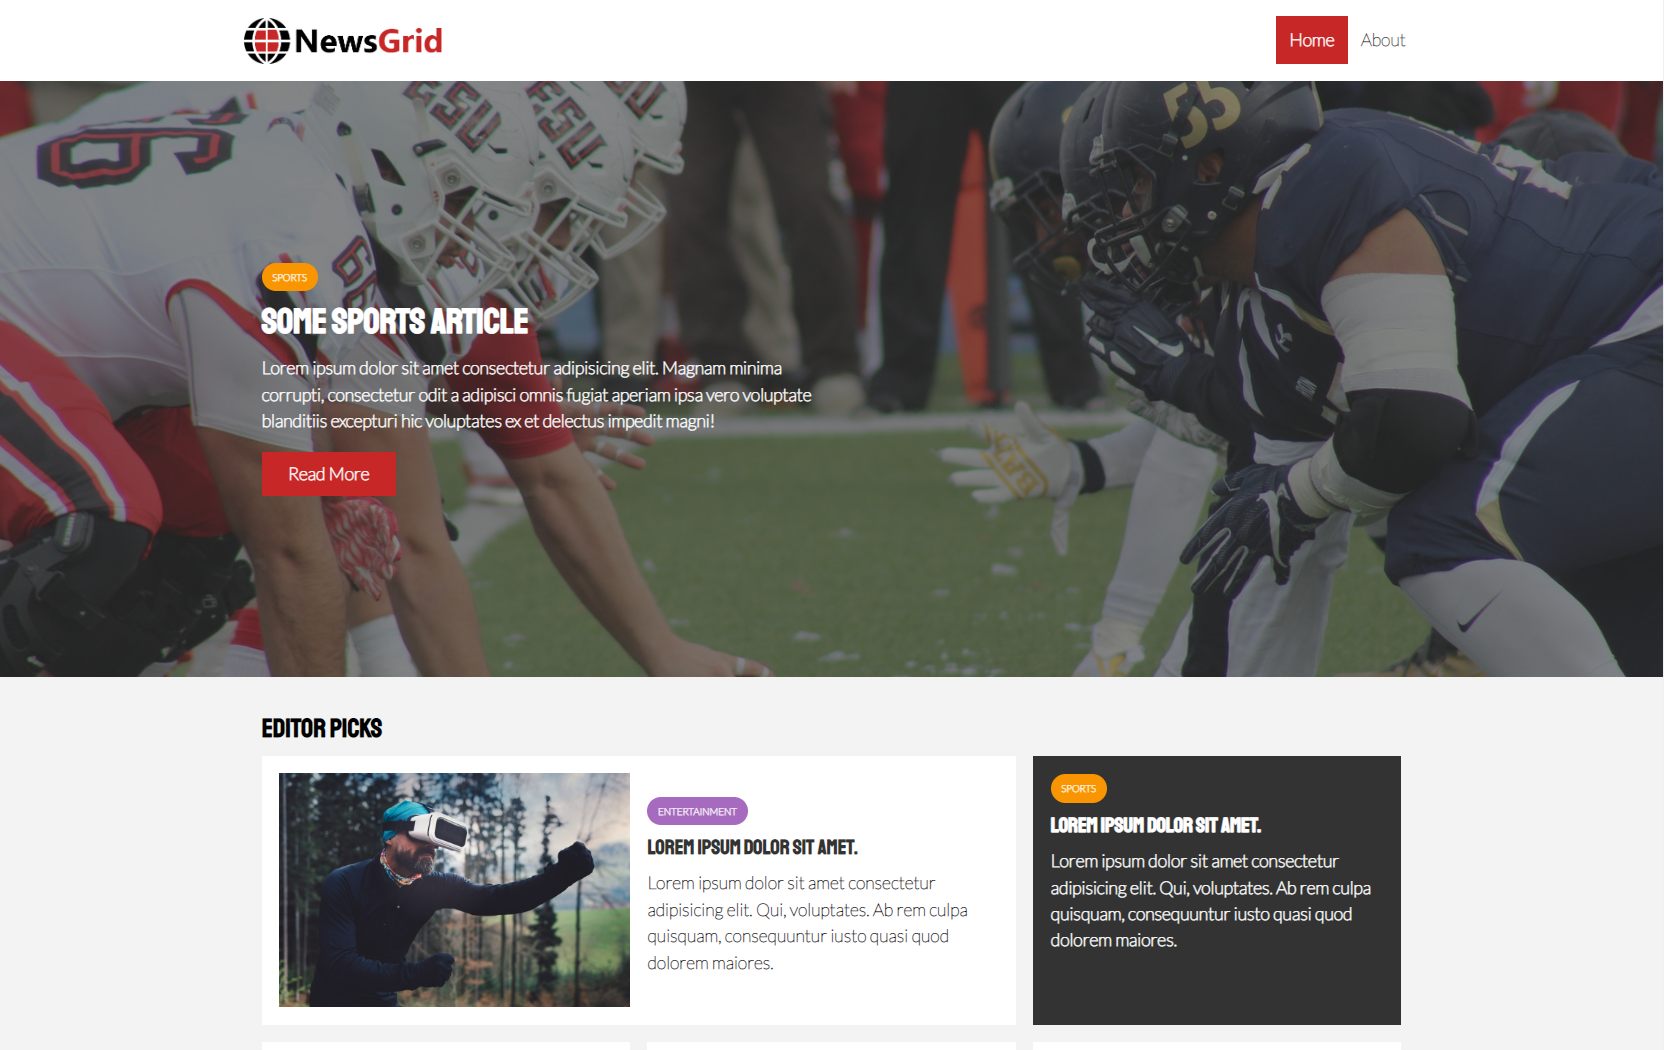 NewsGrid
Home
About
ESU
ESU
55
SPORTS
SOME SPORTS ARTICLE
Lorem ipsum dolor sit amet consectetur adipisicing elit. Magnam minima
corrupti, consectetur odit a adipisci omnis fugiat aperiam ipsa vero voluptate
blanditiis excepturi hic voluptates ex et delectus impedit magni!
Read More
EDITOR PICKS
ENTERTAINMENT
LOREM IPSUM DOLOR SIT AMET.
Lorem ipsum dolor sit amet consectetur
adipisicing elit. Qui, voluptates. Ab rem culpa
quisquam, consequuntur iusto quasi quod
dolorem maiores.
SPORTS
LOREM IPSUM DOLOR SIT AMET.
Lorem ipsum dolor sit amet consectetur
adipisicing elit. Qui, voluptates. Ab rem culpa
quisquam, consequuntur iusto quasi quod
dolorem maiores.